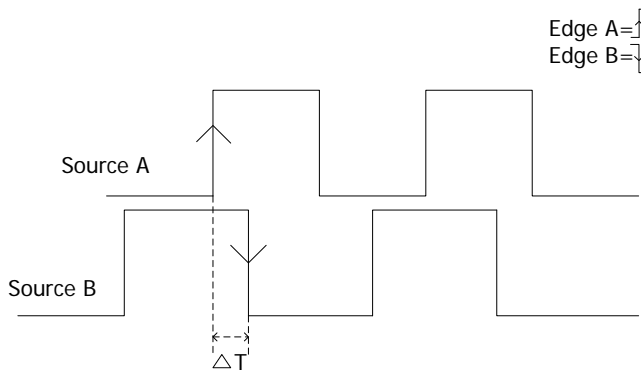 Edge A=
Edge B=
Source A
Source B
△T